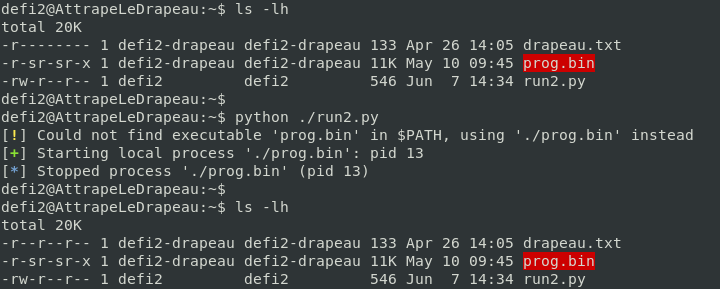 defi2@AttrapeLeDrapeau:~$ ls -lh
total 20K
-r-------- 1 defi2-drapeau defi2-drapeau 133 Apr 26 14:05 drapeau.txt
-r-sr-sr-x 1 defi2-drapeau defi2-drapeau 11K May 10 09:45 prog.bin
-rw-r--r-- 1 defi2         defi2         546 Jun  7 14:34 run2.py
defi2@AttrapeLeDrapeau:~$
defi2@AttrapeLeDrapeau:~$ python ./run2.py
[!] Could not find executable 'prog.bin' in $PATH, using './prog.bin' instead
[+] Starting local process './prog.bin': pid 13
[*] Stopped process './prog.bin' (pid 13)
defi2@AttrapeLeDrapeau:~$
defi2@AttrapeLeDrapeau:~$ ls -lh
total 20K
-r--r--r-- 1 defi2-drapeau defi2-drapeau 133 Apr 26 14:05 drapeau.txt
-r-sr-sr-x 1 defi2-drapeau defi2-drapeau 11K May 10 09:45 prog.bin
-rw-r--r-- 1 defi2         defi2         546 Jun  7 14:34 run2.py